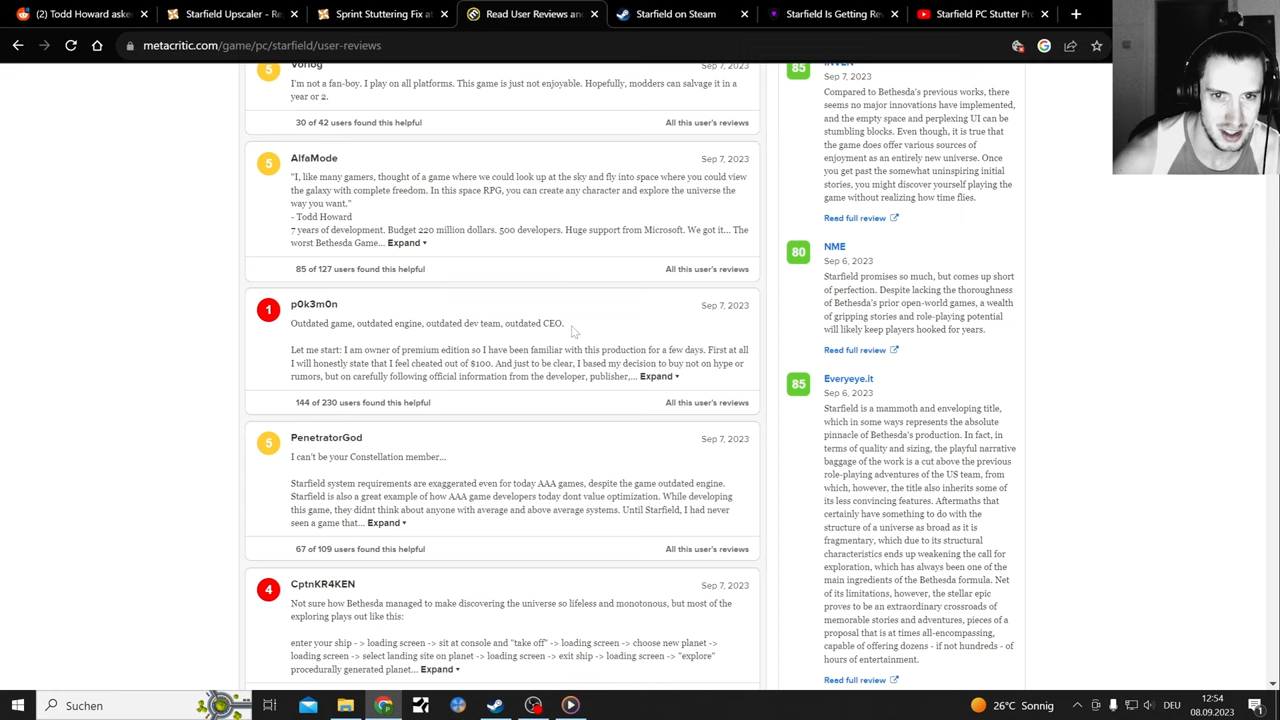 (2) Todd Howard asked
Starfield Upscaler - Re
Sprint Stuttering Fix at
Read User Reviews and
Starfield on Steam
Starfield Is Getting Re
Starfield PC Stutter Pr
metacritic.com/game/pc/starfield/user-reviews
5
Vorlog
Sep 7, 2023
I'm not a fan-boy. I play on all platforms. This game is just not enjoyable. Hopefully, modders can salvage it in a
year or 2.
30 of 42 users found this helpful
All this user's reviews
5
AlfaMode
Sep 7, 2023
"I, like many gamers, thought of a game where we could look up at the sky and fly into space where you could view
the galaxy with complete freedom. In this space RPG, you can create any character and explore the universe the
way you want."
- Todd Howard
7 years of development. Budget 220 million dollars. 500 developers. Huge support from Microsoft. We got it... The
worst Bethesda Game... Expand
85 of 127 users found this helpful
All this user's reviews
1
p0k3m0n
Sep 7, 2023
Outdated game, outdated engine, outdated dev team, outdated CEO.
Let me start: I am owner of premium edition so I have been familiar with this production for a few days. First at all
I will honestly state that I feel cheated out of $100. And just to be clear, I based my decision to buy not on hype or
rumors, but on carefully following official information from the developer, publisher,... Expand
144 of 230 users found this helpful
All this user's reviews
5
PenetratorGod
Sep 7, 2023
I can't be your Constellation member...
Starfield system requirements are exaggerated even for today AAA games, despite the game outdated engine.
Starfield is also a great example of how AAA game developers today dont value optimization. While developing
this game, they didnt think about anyone with average and above average systems. Until Starfield, I had never
seen a game that... Expand
67 of 109 users found this helpful
All this user's reviews
4
CptnKR4KEN
Sep 7, 2023
Not sure how Bethesda managed to make discovering the universe so lifeless and monotonous, but most of the
exploring plays out like this:
enter your ship -> loading screen -> sit at console and "take off" -> loading screen -> choose new planet ->
loading screen -> select landing site on planet -> loading screen -> exit ship -> loading screen -> "explore"
procedurally generated planet... Expand
85
Sep 7, 2023
Compared to Bethesda's previous works, there
seems no major innovations have implemented,
and the empty space and perplexing UI can be
stumbling blocks. Even though, it is true that
the game does offer various sources of
enjoyment as an entirely new universe. Once
you get past the somewhat uninspiring initial
stories, you might discover yourself playing the
game without realizing how time flies.
Read full review
80
NME
Sep 6, 2023
Starfield promises so much, but comes up short
of perfection. Despite lacking the thoroughness
of Bethesda's prior open-world games, a wealth
of gripping stories and role-playing potential
will likely keep players hooked for years.
Read full review
85
Everyeye.it
Sep 6, 2023
Starfield is a mammoth and enveloping title,
which in some ways represents the absolute
pinnacle of Bethesda's production. In fact, in
terms of quality and sizing, the playful narrative
baggage of the work is a cut above the previous
role-playing adventures of the US team, from
which, however, the title also inherits some of
its less convincing features. Aftermaths that
certainly have something to do with the
structure of a universe as broad as it is
fragmentary, which due to its structural
characteristics ends up weakening the call for
exploration, which has always been one of the
main ingredients of the Bethesda formula. Net
of its limitations, however, the stellar epic
proves to be an extraordinary crossroads of
memorable stories and adventures, pieces of a
proposal that is at times all-encompassing,
capable of offering dozens - if not hundreds - of
hours of entertainment.
Read full review
Suchen
26°C Sonnig
DEU
12:54
08.09.2023